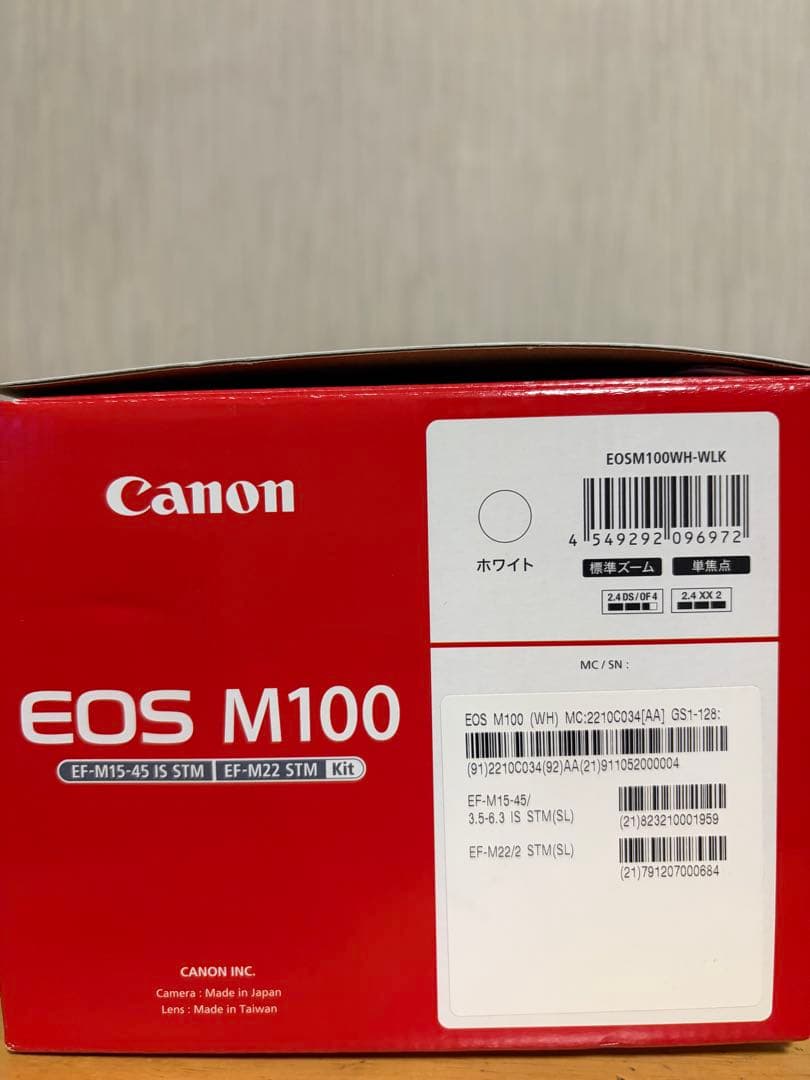 Canon
EOS M100
EF-M15-45 IS STM EF-M22 STM Kit
CANON INC.
Camera : Made in Japan
Lens : Made in Taiwan
EOSM100WH-WLK
4 549292 096972
ホワイト
標準ズーム 単焦点
2.4 DS/0F 4 2.4 XX 2
MC / SN :
EOS M100 (WH) MC:2210C034[AA] GS1-128:
(91)2210C034(92)AA(21)911052000004
EF-M15-45/
3.5-6.3 IS STM(SL)
(21)823210001959
EF-M22/2 STM(SL)
(21)791207000684